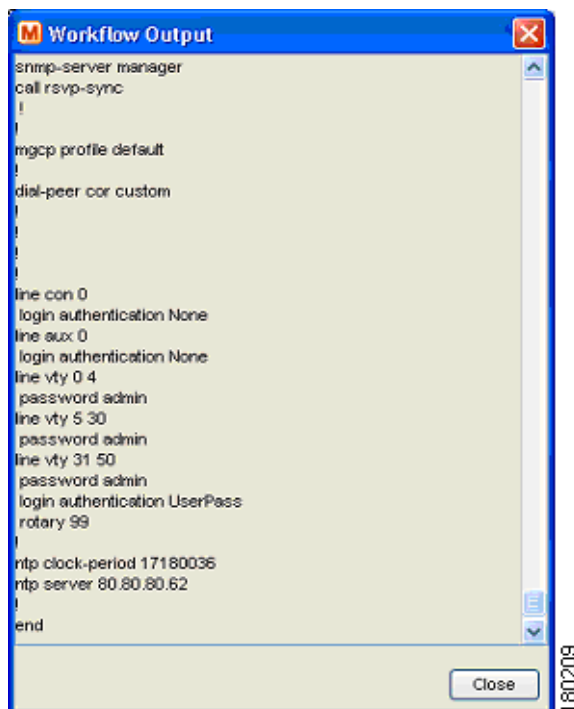 M Workflow Output
snmp-server manager
call rsvp-sync
!
!
mgcp profile default
!
dial-peer cor custom
!
!
!
!
line con 0
login authentication None
line aux 0
login authentication None
line vty 0 4
password admin
line vty 5 30
password admin
line vty 31 50
password admin
login authentication UserPass
rotary 99
!
ntp clock-period 17180036
ntp server 80.80.80.62
!
end
Close
180209